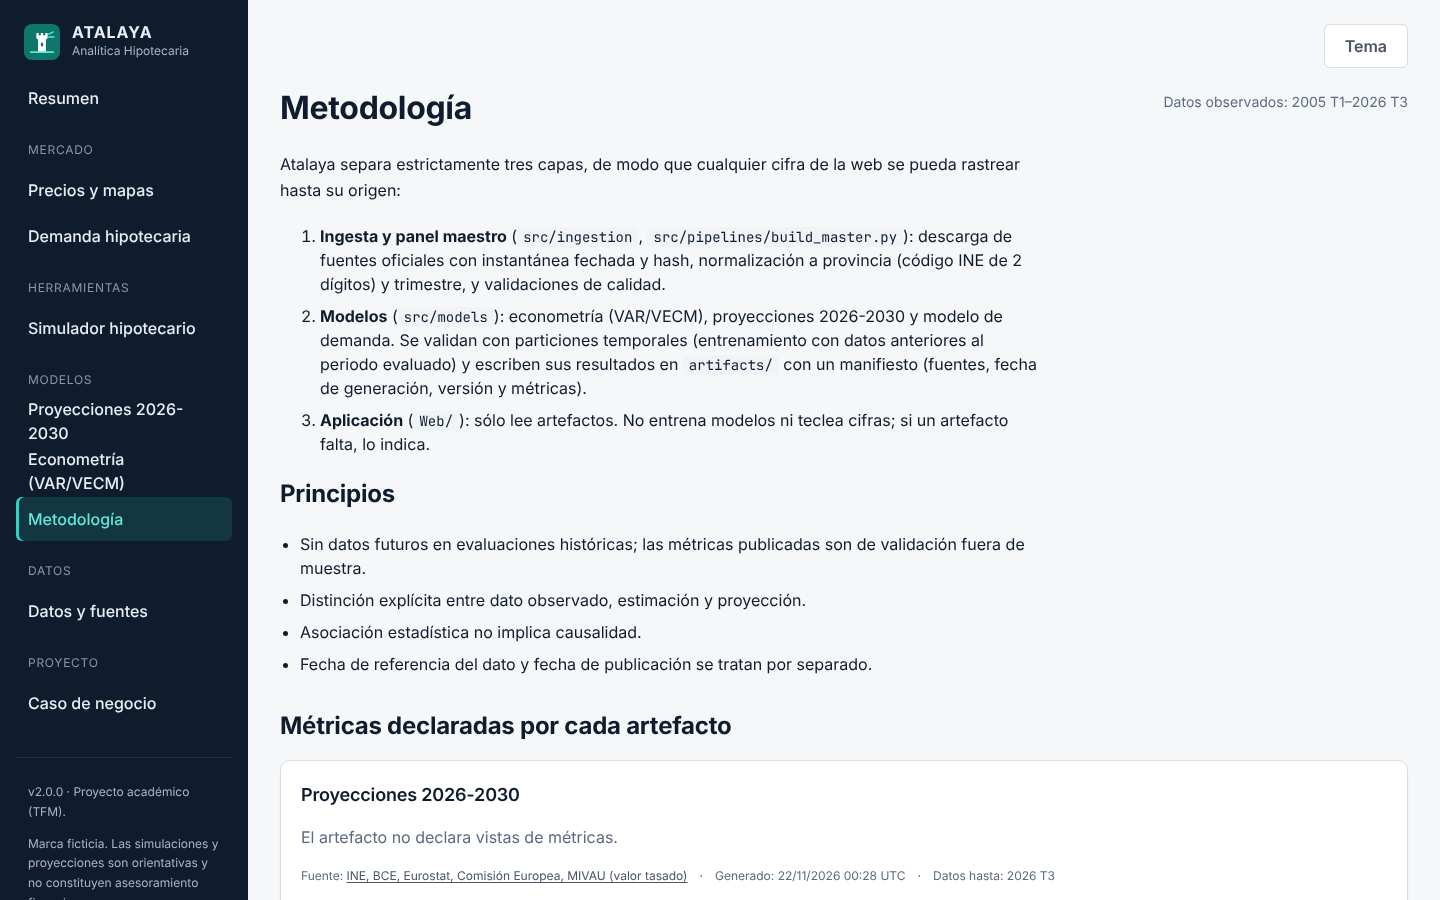 ATALAYA
Analítica Hipotecaria
Resumen
MERCADO
Precios y mapas
Demanda hipotecaria
HERRAMIENTAS
Simulador hipotecario
MODELOS
Proyecciones 2026-
2030
Econometría
(VAR/VECM)
Metodología
DATOS
Datos y fuentes
PROYECTO
Caso de negocio
v2.0.0 · Proyecto académico
(TFM).
Marca ficticia. Las simulaciones y
proyecciones son orientativas y
no constituyen asesoramiento
Tema
Metodología
Datos observados: 2005 T1–2026 T3
Atalaya separa estrictamente tres capas, de modo que cualquier cifra de la web se pueda rastrear
hasta su origen:
1. Ingesta y panel maestro ( src/ingestion , src/pipelines/build_master.py ): descarga de
fuentes oficiales con instantánea fechada y hash, normalización a provincia (código INE de 2
dígitos) y trimestre, y validaciones de calidad.
2. Modelos ( src/models ): econometría (VAR/VECM), proyecciones 2026-2030 y modelo de
demanda. Se validan con particiones temporales (entrenamiento con datos anteriores al
periodo evaluado) y escriben sus resultados en artifacts/ con un manifiesto (fuentes, fecha
de generación, versión y métricas).
3. Aplicación ( Web/ ): sólo lee artefactos. No entrena modelos ni teclea cifras; si un artefacto
falta, lo indica.
Principios
• Sin datos futuros en evaluaciones históricas; las métricas publicadas son de validación fuera de
muestra.
• Distinción explícita entre dato observado, estimación y proyección.
• Asociación estadística no implica causalidad.
• Fecha de referencia del dato y fecha de publicación se tratan por separado.
Métricas declaradas por cada artefacto
Proyecciones 2026-2030
El artefacto no declara vistas de métricas.
Fuente: INE, BCE, Eurostat, Comisión Europea, MIVAU (valor tasado) · Generado: 22/11/2026 00:28 UTC · Datos hasta: 2026 T3